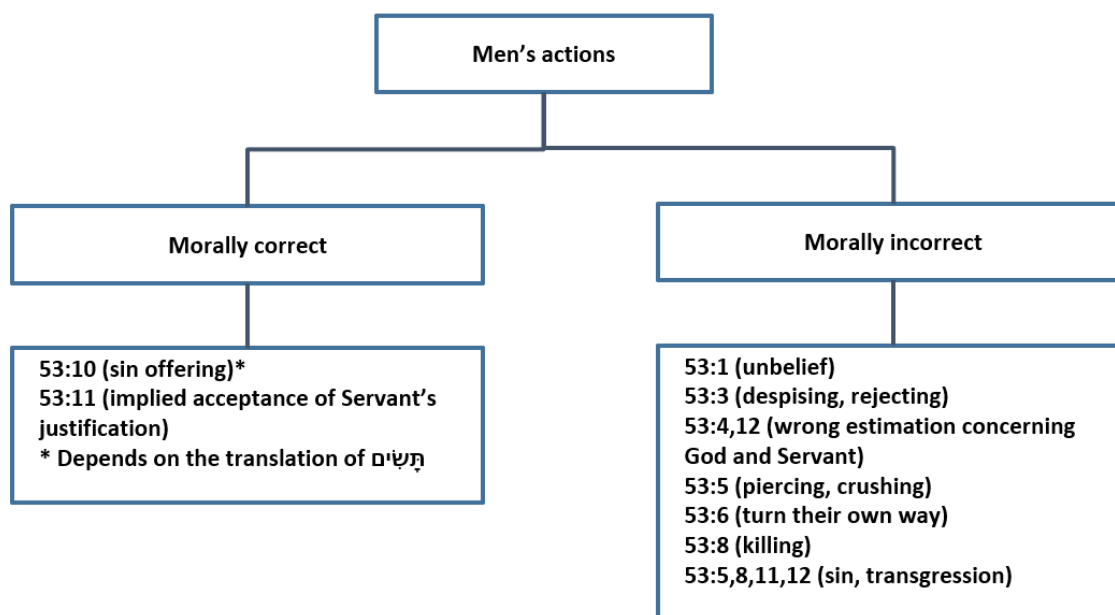 Men’s actions
Morally correct
Morally incorrect
53:10 (sin offering)*
53:11 (implied acceptance of Servant’s
justification)
* Depends on the translation of תָּשִׂים
53:1 (unbelief)
53:3 (despising, rejecting)
53:4,12 (wrong estimation concerning
God and Servant)
53:5 (piercing, crushing)
53:6 (turn their own way)
53:8 (killing)
53:5,8,11,12 (sin, transgression)